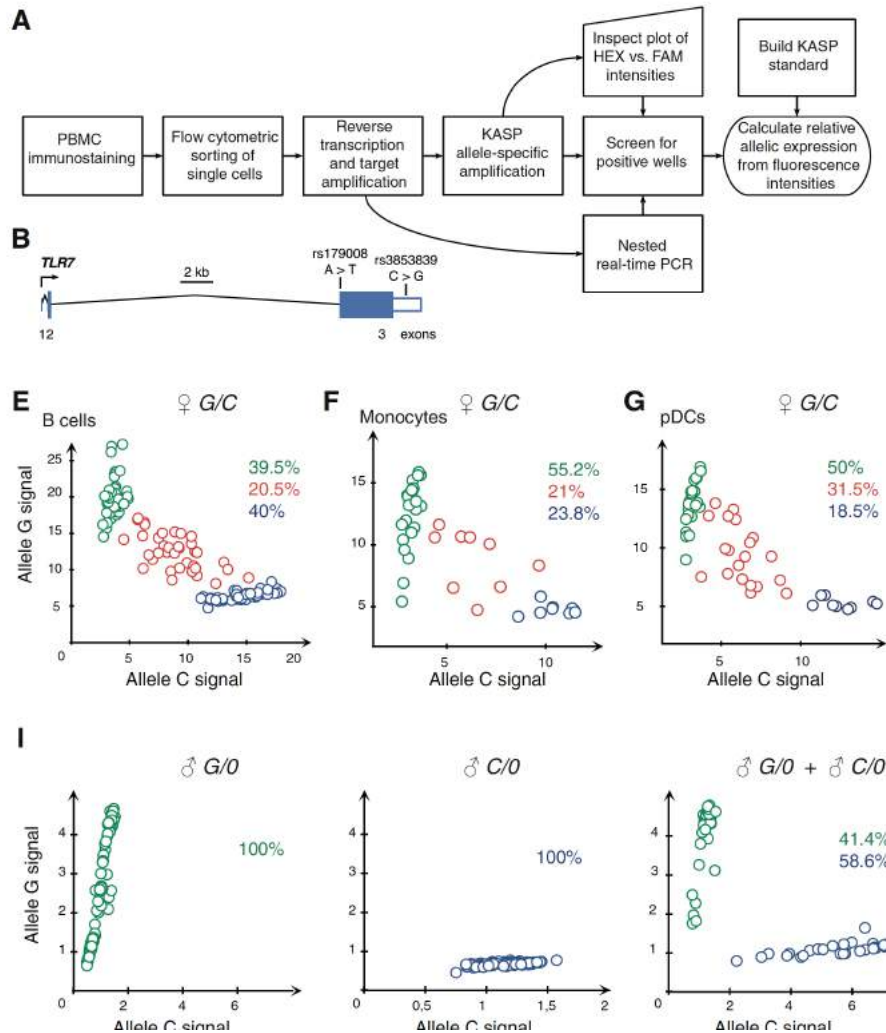 A
PBMC
immunostaining
Flow cytometric
sorting of
single cells
Reverse
transcription
and target
amplification
KASP
allele-specific
amplification
Inspect plot of
HEX vs. FAM
intensities
Screen for
positive wells
Nested
real-time PCR
Build KASP
standard
Calculate relative
allelic expression
from fluorescence
intensities
B
TLR7
2 kb
rs179008
A > T
rs3853839
C > G
12
3
exons
E
B cells
♀ G/C
39.5%
20.5%
40%
Allele G signal
25
20
15
10
5
0
5
10
15
20
Allele C signal
F
Monocytes
♀ G/C
55.2%
21%
23.8%
15
10
5
5
10
Allele C signal
G
pDCs
♀ G/C
50%
31.5%
18.5%
15
10
5
5
10
Allele C signal
I
♂ G/0
100%
Allele G signal
4
3
2
1
0
2
4
6
Allele C signal
♂ C/0
100%
4
3
2
1
0
0,5
1
1,5
2
Allele C signal
♂ G/0 + ♂ C/0
41.4%
58.6%
4
3
2
1
0
2
4
6
Allele C signal